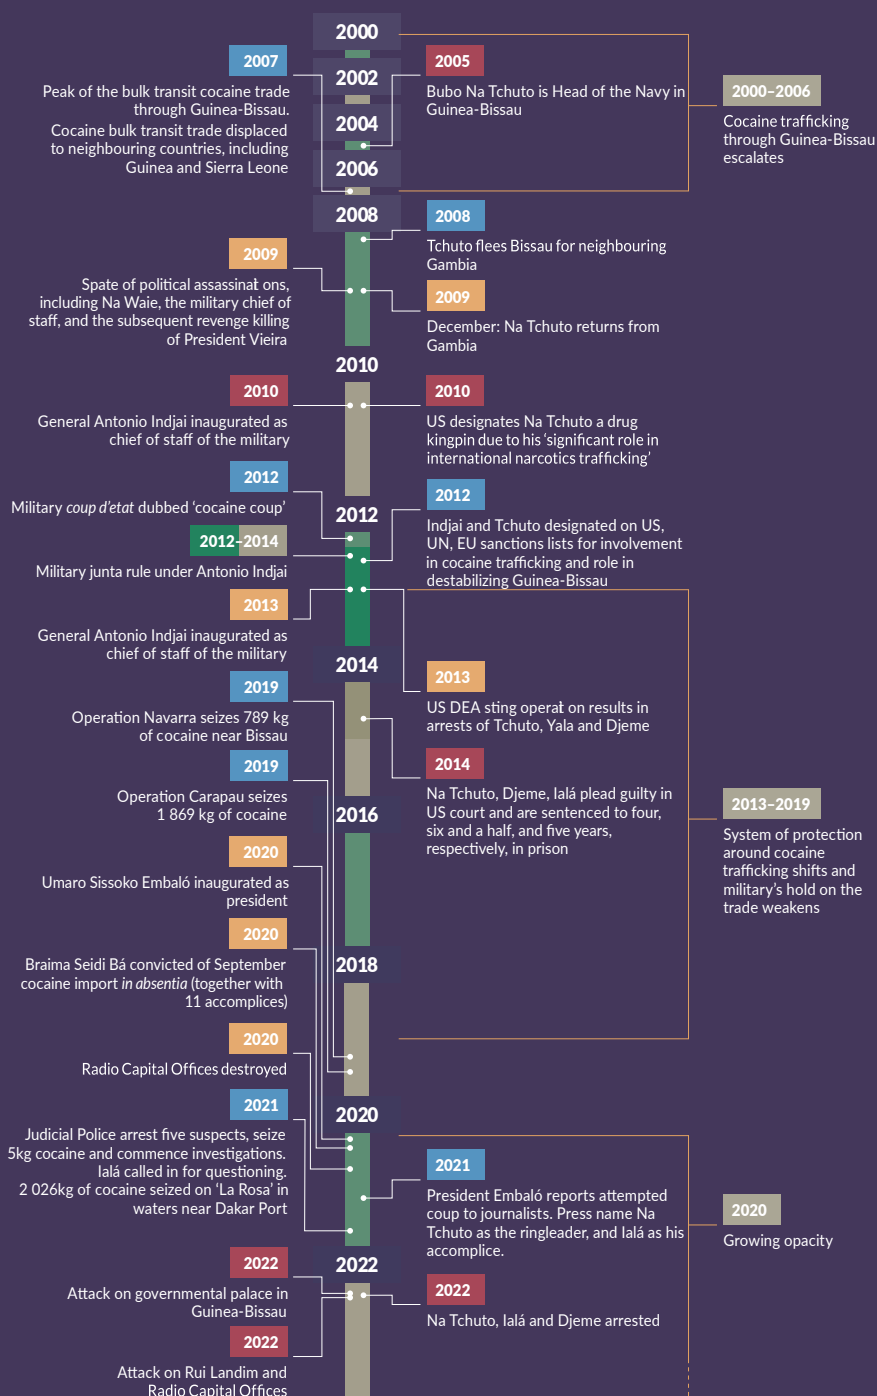 2000
2002
2004
2006
2008
2010
2012
2014
2016
2018
2020
2022
2007
Peak of the bulk transit cocaine trade
through Guinea-Bissau.
Cocaine bulk transit trade displaced
to neighbouring countries, including
Guinea and Sierra Leone
2009
Spate of political assassinat ons,
including Na Waie, the military chief of
staff, and the subsequent revenge killing
of President Vieira
2010
General Antonio Indjai inaugurated as
chief of staff of the military
2012
Military coup d'etat dubbed ‘cocaine coup’
2012–2014
Military junta rule under Antonio Indjai
2013
General Antonio Indjai inaugurated as
chief of staff of the military
2019
Operation Navarra seizes 789 kg
of cocaine near Bissau
2019
Operation Carapau seizes
1 869 kg of cocaine
2020
Umaro Sissoko Embaló inaugurated as
president
2020
Braima Seidi Bá convicted of September
cocaine import in absentia (together with
11 accomplices)
2020
Radio Capital Offices destroyed
2021
Judicial Police arrest five suspects, seize
5kg cocaine and commence investigations.
Ialá called in for questioning.
2 026kg of cocaine seized on ‘La Rosa’ in
waters near Dakar Port
2022
Attack on governmental palace in
Guinea-Bissau
2022
Attack on Rui Landim and
Radio Capital Offices
2005
Bubo Na Tchuto is Head of the Navy in
Guinea-Bissau
2008
Tchuto flees Bissau for neighbouring
Gambia
2009
December: Na Tchuto returns from
Gambia
2010
US designates Na Tchuto a drug
kingpin due to his ‘significant role in
international narcotics trafficking’
2012
Indjai and Tchuto designated on US,
UN, EU sanctions lists for involvement
in cocaine trafficking and role in
destabilizing Guinea-Bissau
2013
US DEA sting operat on results in
arrests of Tchuto, Yala and Djeme
2014
Na Tchuto, Djeme, Ialá plead guilty in
US court and are sentenced to four,
six and a half, and five years,
respectively, in prison
2021
President Embaló reports attempted
coup to journalists. Press name Na
Tchuto as the ringleader, and Ialá as his
accomplice.
2022
Na Tchuto, Ialá and Djeme arrested
2000–2006
Cocaine trafficking
through Guinea-Bissau
escalates
2013–2019
System of protection
around cocaine
trafficking shifts and
military’s hold on the
trade weakens
2020
Growing opacity